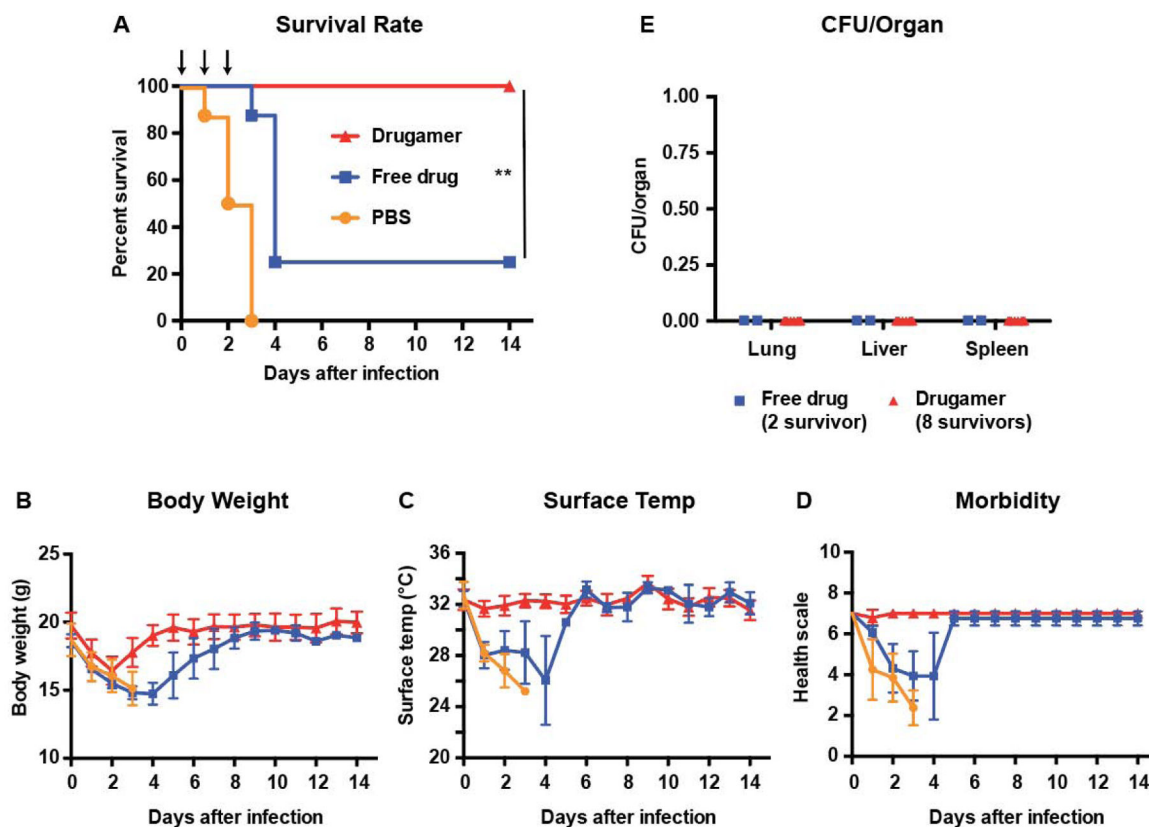 A Survival Rate
100
80
60
40
20
0
Percent survival
Drugamer
Free drug
PBS
**
0 2 4 6 8 10 12 14
Days after infection
E CFU/Organ
1.00
0.75
0.50
0.25
0.00
CFU/organ
Lung Liver Spleen
Free drug Drugamer
(2 survivor) (8 survivors)
B Body Weight
25
20
15
10
Body weight (g)
0 2 4 6 8 10 12 14
Days after infection
C Surface Temp
36
32
28
24
20
Surface temp (°C)
0 2 4 6 8 10 12 14
Days after infection
D Morbidity
10
8
6
4
2
0
Health scale
0 2 4 6 8 10 12 14
Days after infection